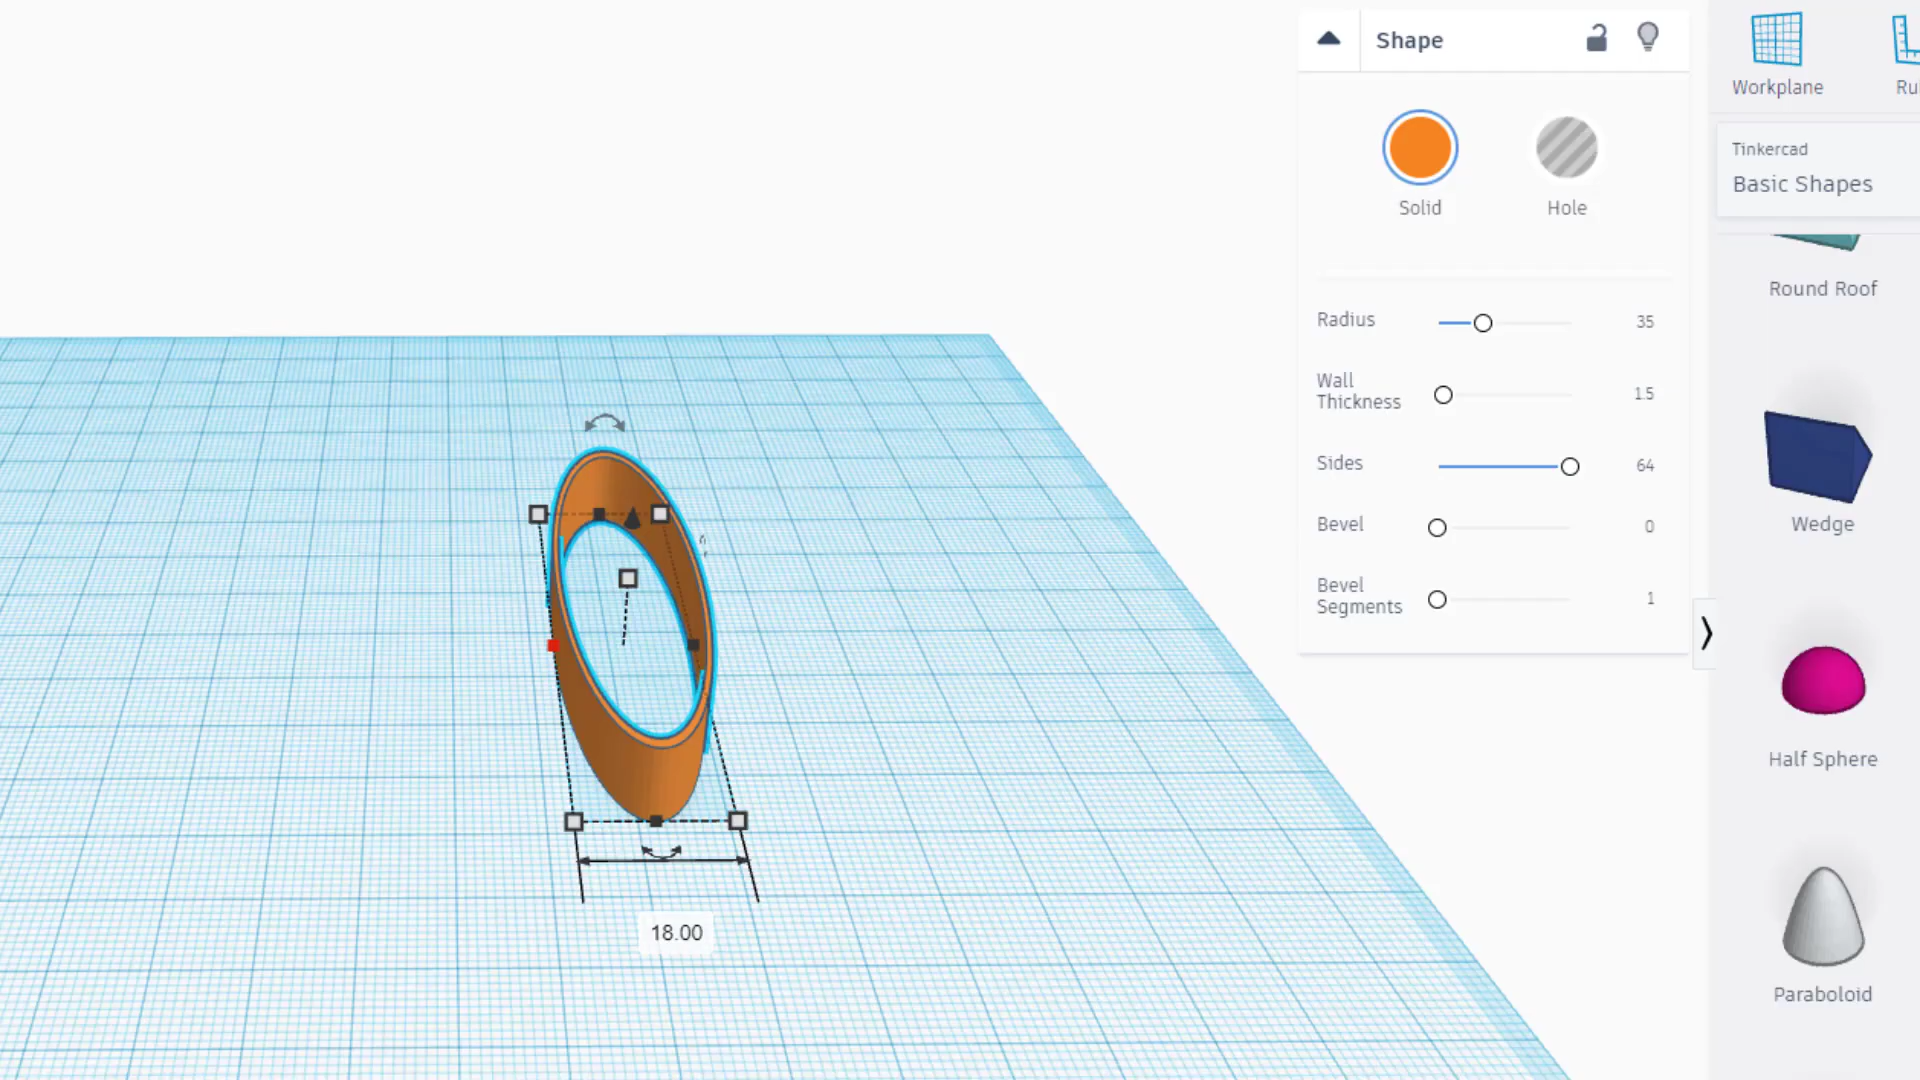 Shape
Solid
Hole
Radius
35
Wall
Thickness
1.5
Sides
64
Bevel
0
Bevel
Segments
1
18.00
Workplane
Tinkercad
Basic Shapes
Round Roof
Wedge
Half Sphere
Paraboloid